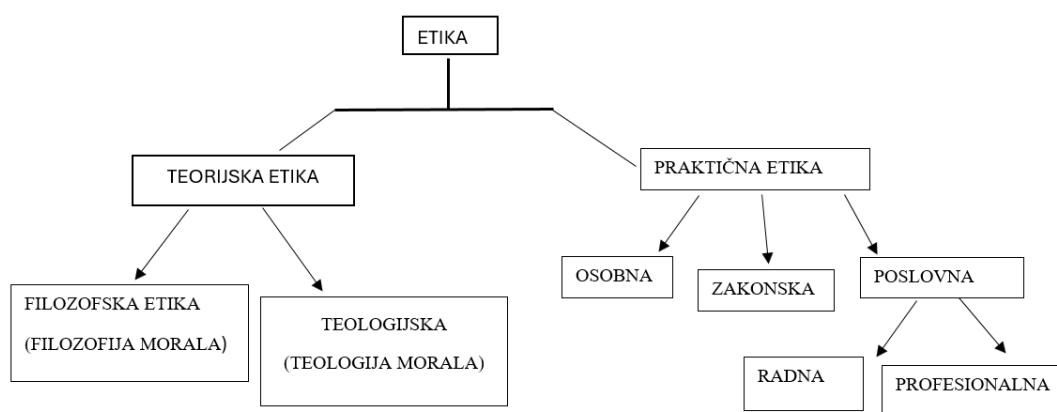 ETIKA
TEORIJSKA ETIKA
PRAKTIČNA ETIKA
FILOZOFSKA ETIKA
(FILOZOFIJA MORALA)
TEOLOGIJSKA
(TEOLOGIJA MORALA)
OSOBNA
ZAKONSKA
POSLOVNA
RADNA
PROFESIONALNA